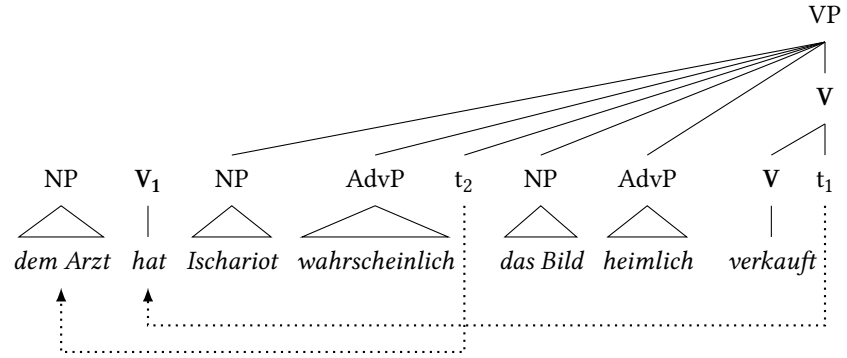 VP
V
NP V₁ NP AdvP t₂ NP AdvP V t₁
dem Arzt hat Ischariot wahrscheinlich das Bild heimlich verkauft